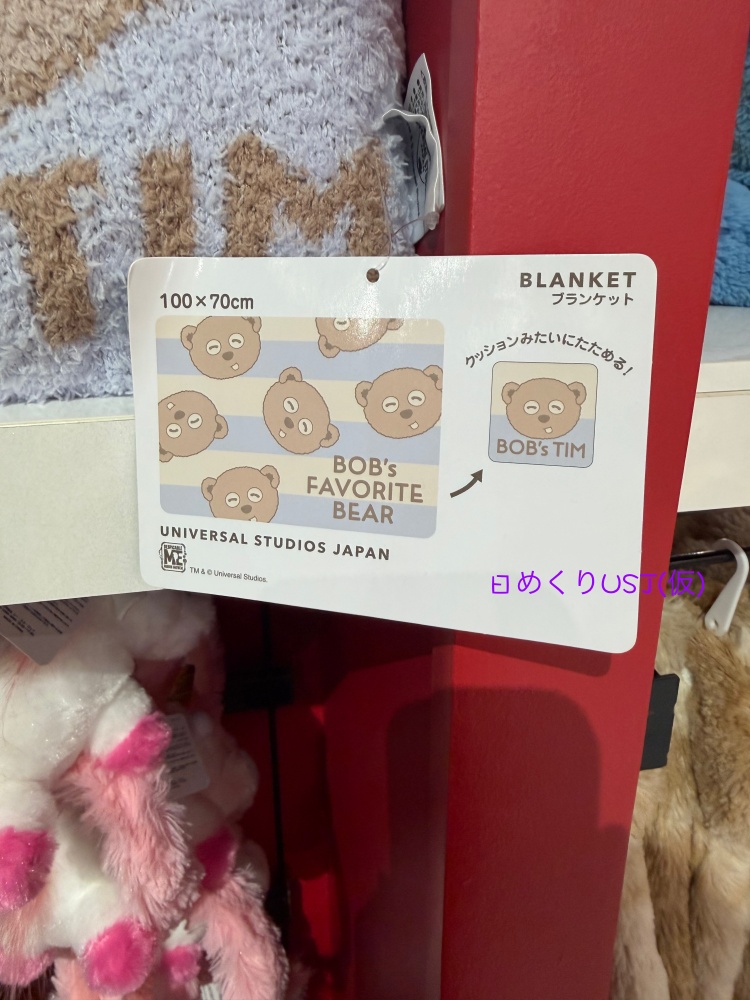 TIM
BLANKET
ブランケット
100×70cm
クッションみたいにたためる!
BOB's
FAVORITE
BEAR
BOB's TIM
UNIVERSAL STUDIOS JAPAN
DESPICABLE
ME
TM & © Universal Studios.
日めくりUSJ(仮)